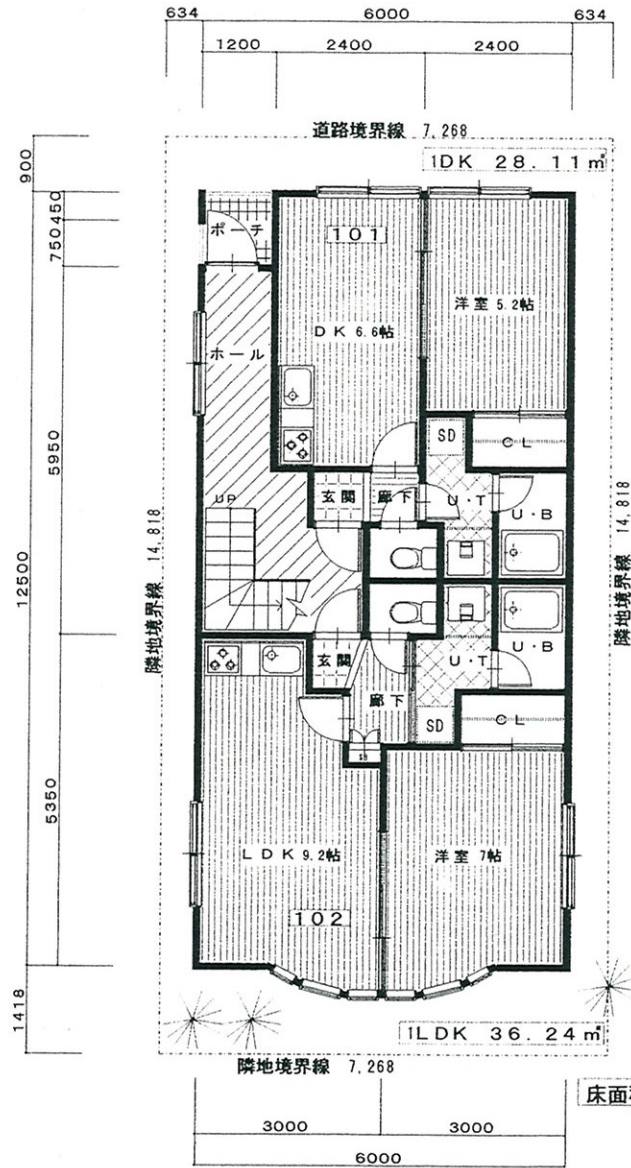 634 6000 634
1200 2400 2400
道路境界線 7,268
1DK 28.11㎡
900
750 450
ポーチ
101
洋室 5.2帖
DK 6.6帖
ホール
5950
SD
CL
UP
玄関
廊下
U・T
U・B
12500
隣地境界線 14,818
隣地境界線 14,818
玄関
廊下
U・T
U・B
SD
CL
5350
LDK 9.2帖
洋室 7帖
102
1418
1LDK 36.24㎡
隣地境界線 7,268
床面
3000 3000
6000